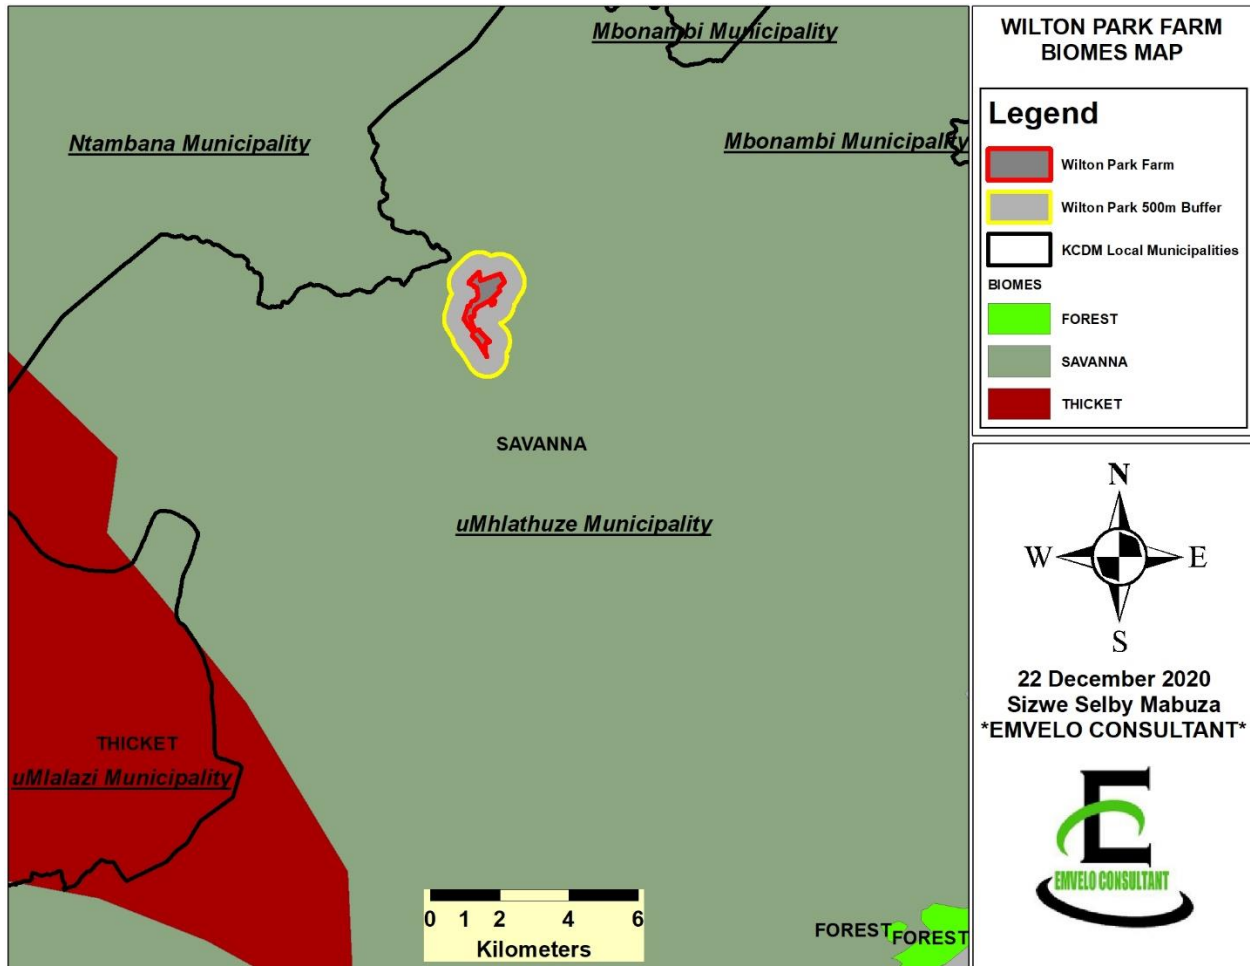 Mbonambi Municipality
Ntambana Municipality
Mbonambi Municipality
SAVANNA
uMhlathuze Municipality
THICKET
uMlalazi Municipality
0 1 2 4 6
Kilometers
FOREST
FOREST
WILTON PARK FARM
BIOMES MAP
Legend
Wilton Park Farm
Wilton Park 500m Buffer
KCDM Local Municipalities
BIOMES
FOREST
SAVANNA
THICKET
N
W E
S
22 December 2020
Sizwe Selby Mabuza
*EMVELO CONSULTANT*
E
EMVELO CONSULTANT